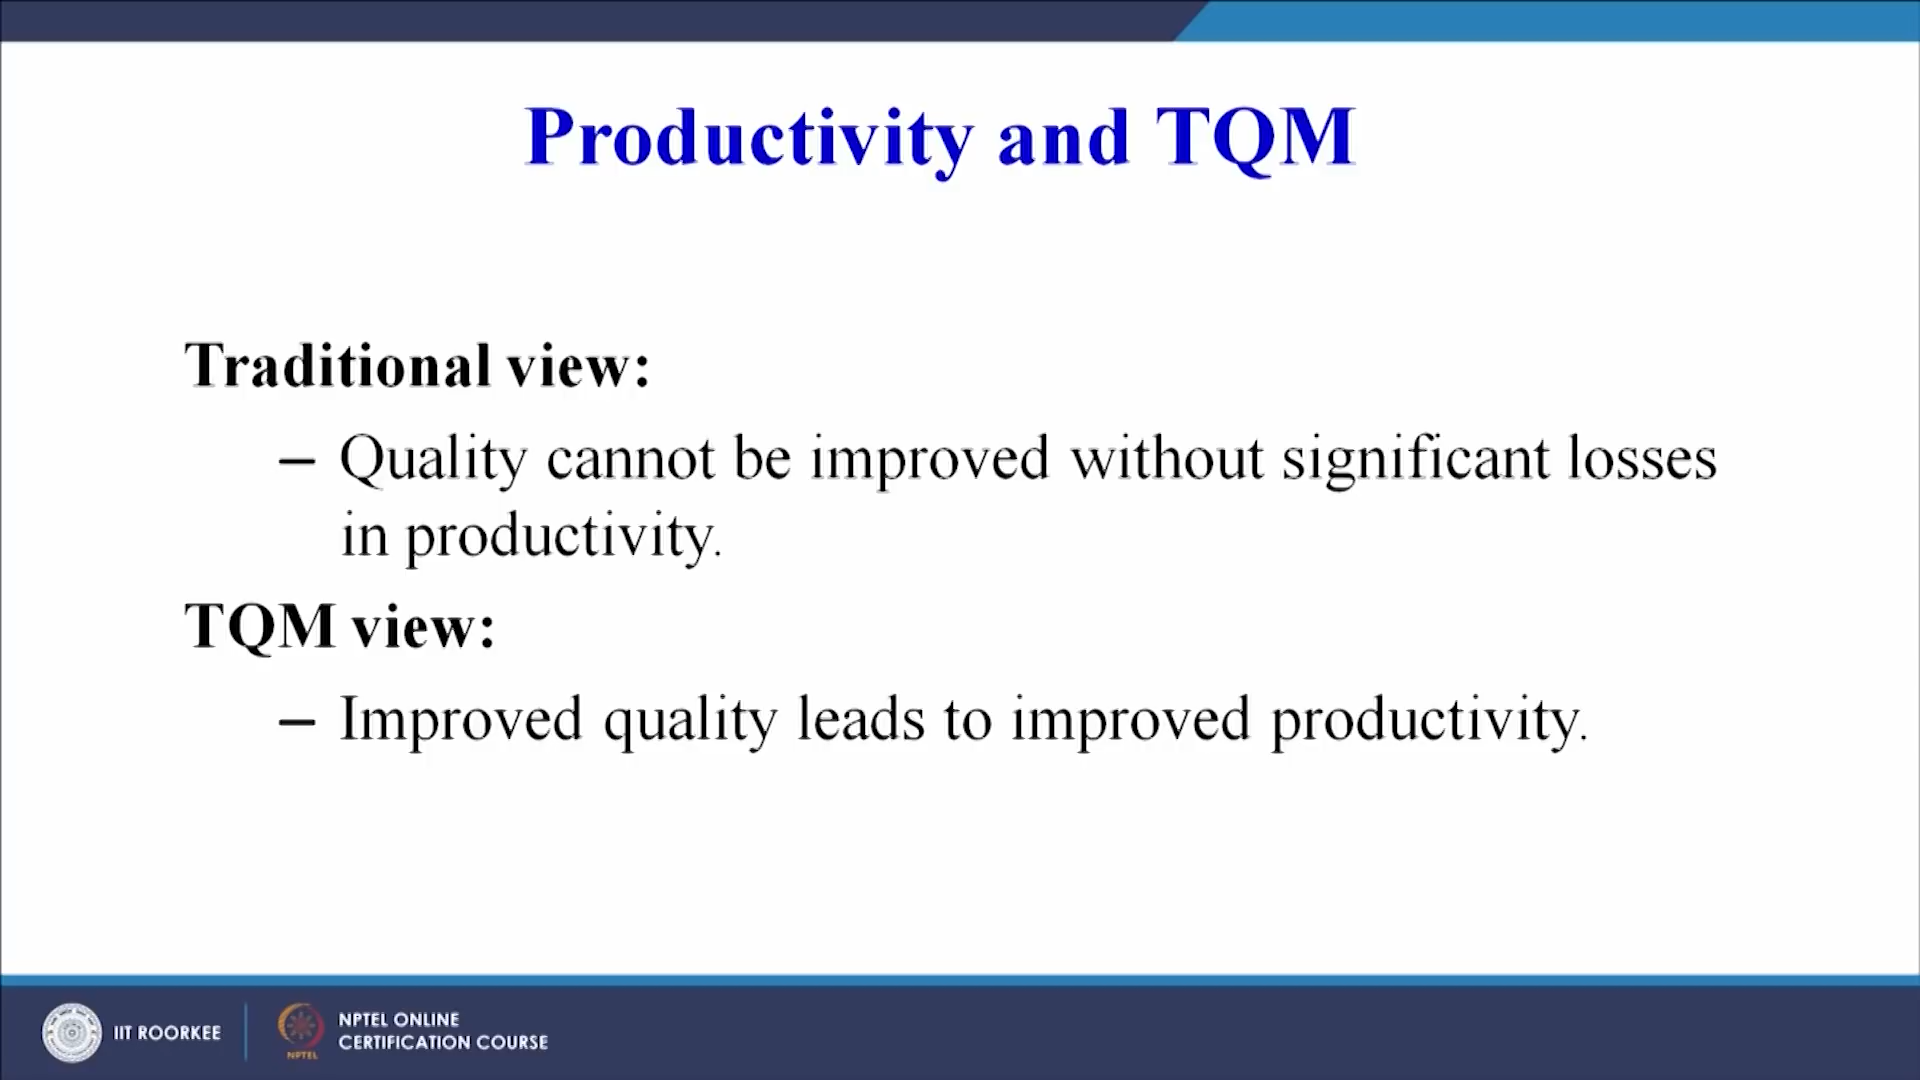 Productivity and TQM
Traditional view:
– Quality cannot be improved without significant losses
in productivity.
TQM view:
– Improved quality leads to improved productivity.
IIT ROORKEE
NPTEL
NPTEL ONLINE
CERTIFICATION COURSE